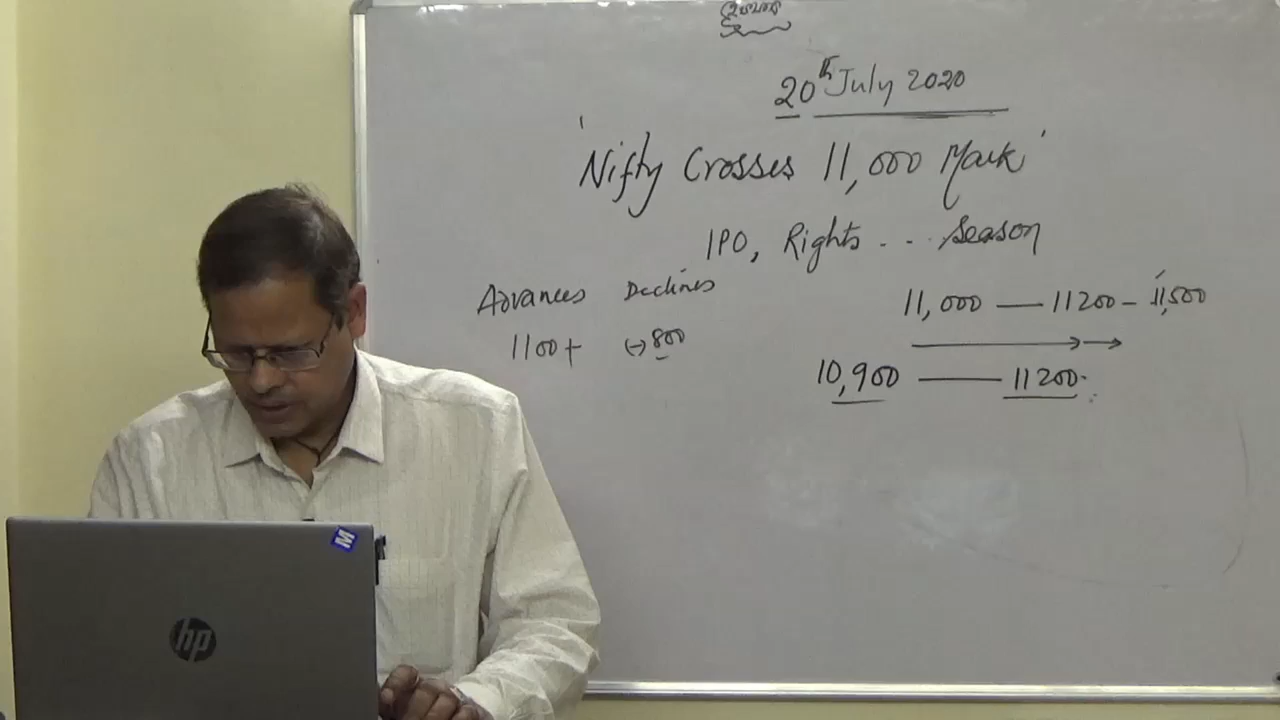 20th July 2020
'Nifty Crosses 11,000 Mark'
IPO, Rights ... Season
Advances Declines
1100+ (-) 800
11,000 — 11200 - 11,500
10,900 — 11200
M
hp